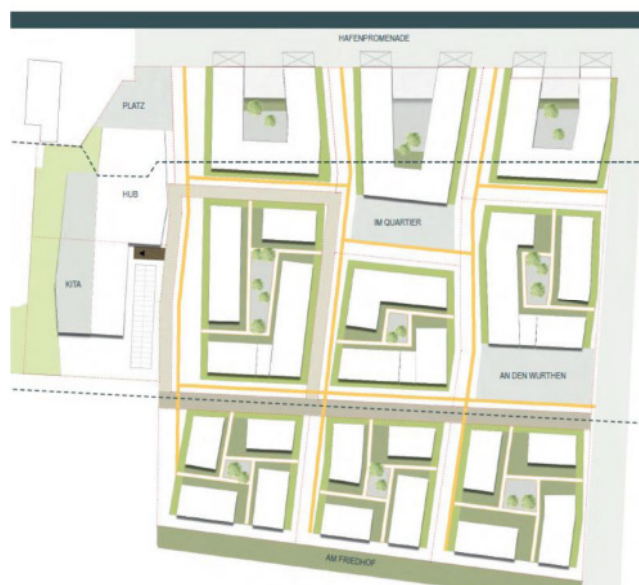 HAFENPROMENADE
PLATZ
HUB
IM QUARTIER
KITA
AN DEN WURTHEN
AM FRIEDHOF